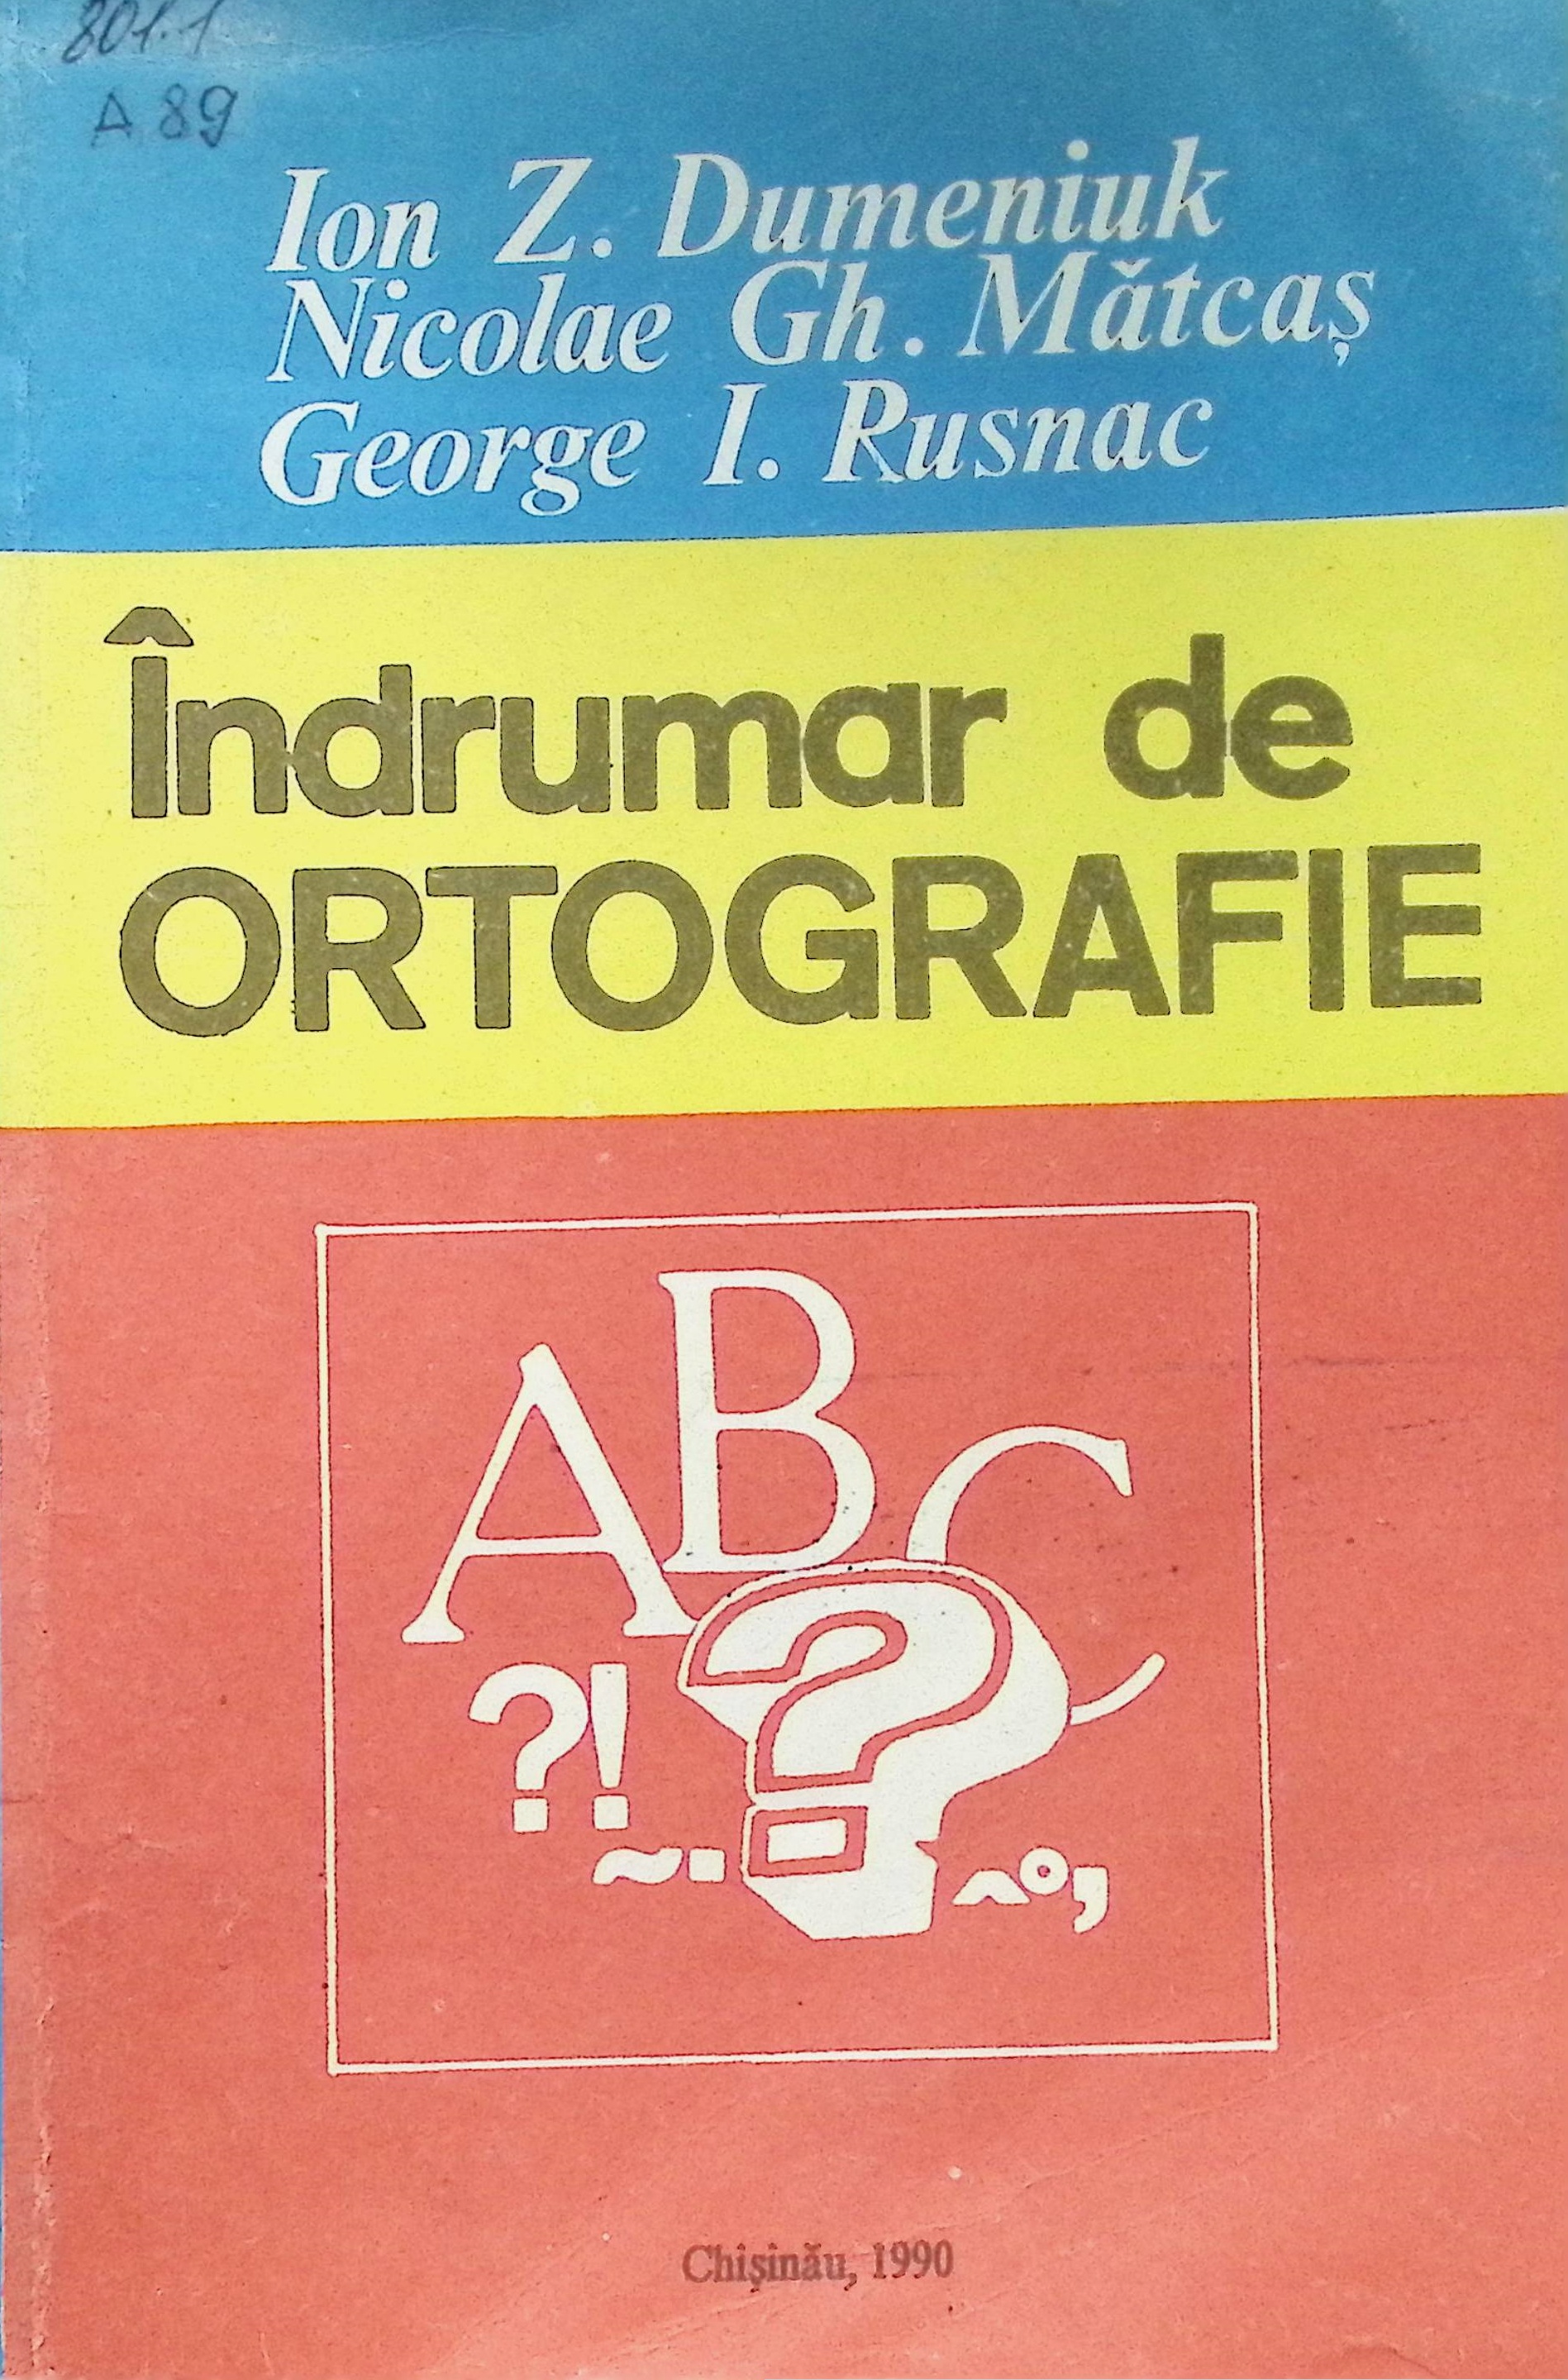 801.1
A 89
Ion Z. Dumeniuk
Nicolae Gh. Mătcaș
George I. Rusnac
Îndrumar de
ORTOGRAFIE
ABC
?!
?
~.
^°,
Chișinău, 1990